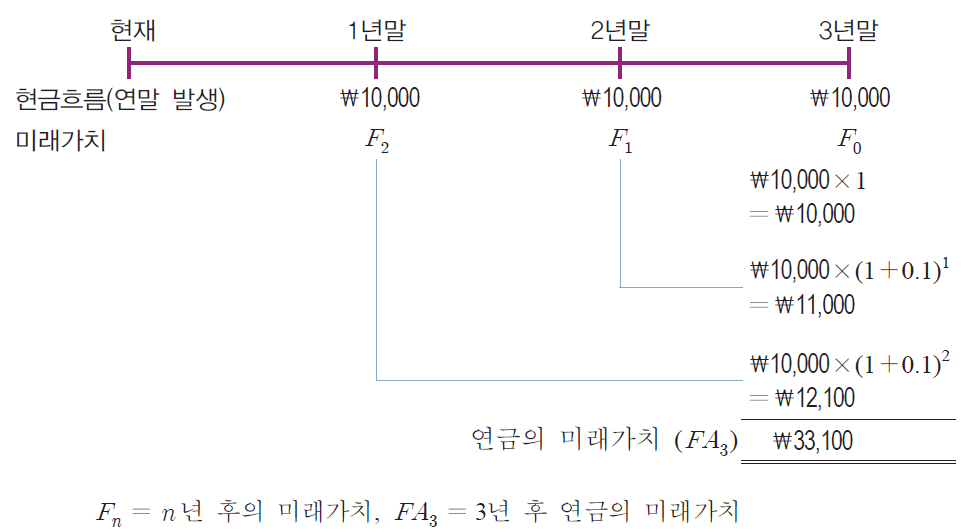 현재 1년말 2년말 3년말
현금흐름(연말 발생) ₩10,000 ₩10,000 ₩10,000
미래가치 F₂ F₁ F₀
₩10,000×1
=₩10,000
₩10,000×(1+0.1)¹
=₩11,000
₩10,000×(1+0.1)²
=₩12,100
연금의 미래가치 (FA₃) ₩33,100
Fₙ = n년 후의 미래가치, FA₃ = 3년 후 연금의 미래가치